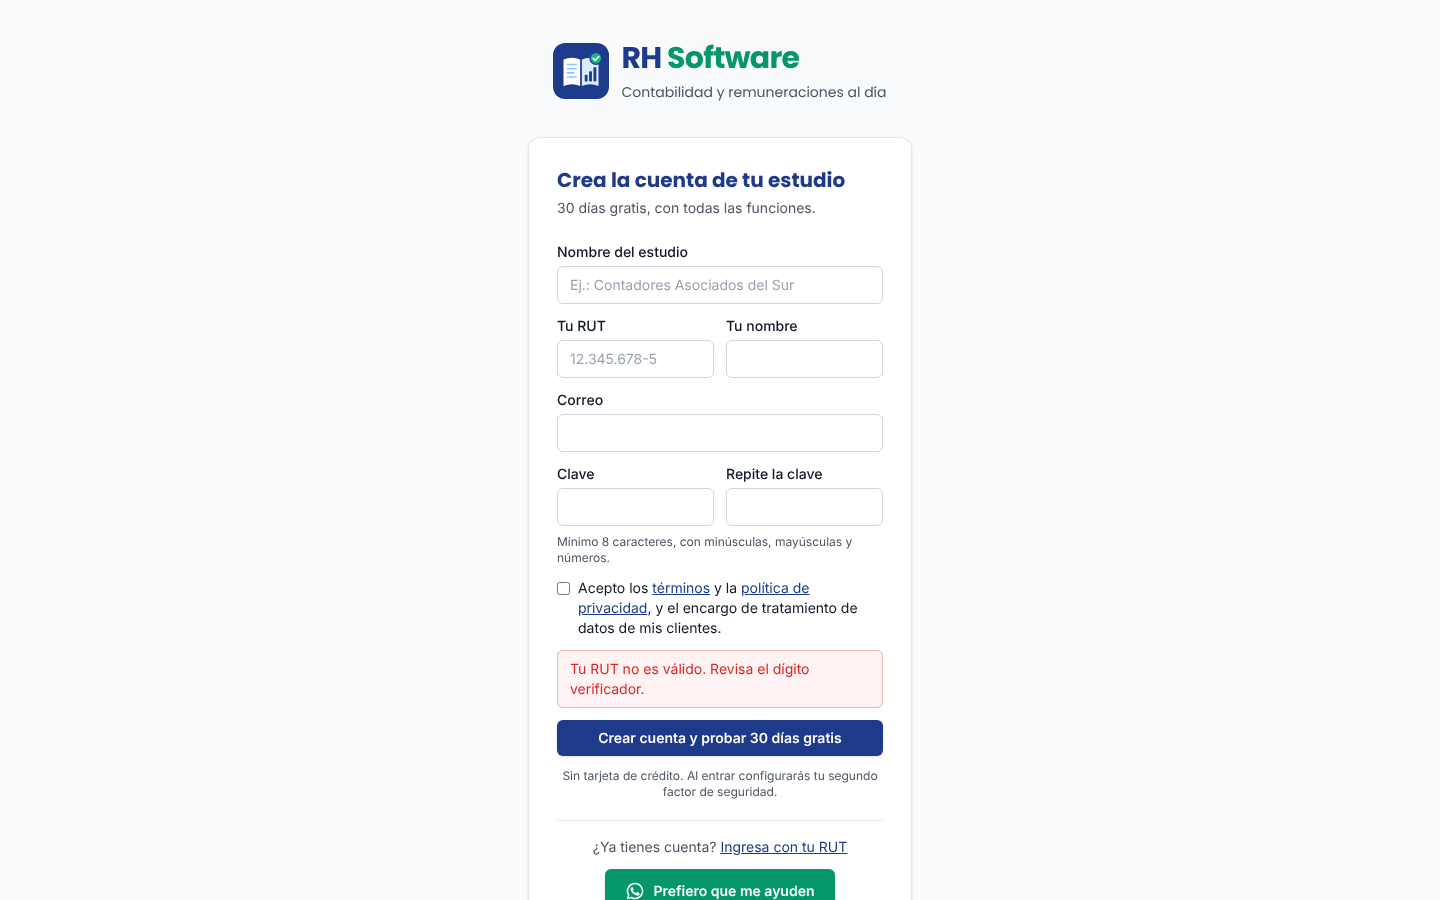 RH Software
Contabilidad y remuneraciones al día
Crea la cuenta de tu estudio
30 días gratis, con todas las funciones.
Nombre del estudio
Ej.: Contadores Asociados del Sur
Tu RUT
Tu nombre
12.345.678-5
Correo
Clave
Repite la clave
Mínimo 8 caracteres, con minúsculas, mayúsculas y
números.
Acepto los términos y la política de
privacidad, y el encargo de tratamiento de
datos de mis clientes.
Tu RUT no es válido. Revisa el dígito
verificador.
Crear cuenta y probar 30 días gratis
Sin tarjeta de crédito. Al entrar configurarás tu segundo
factor de seguridad.
¿Ya tienes cuenta? Ingresa con tu RUT
Prefiero que me ayuden